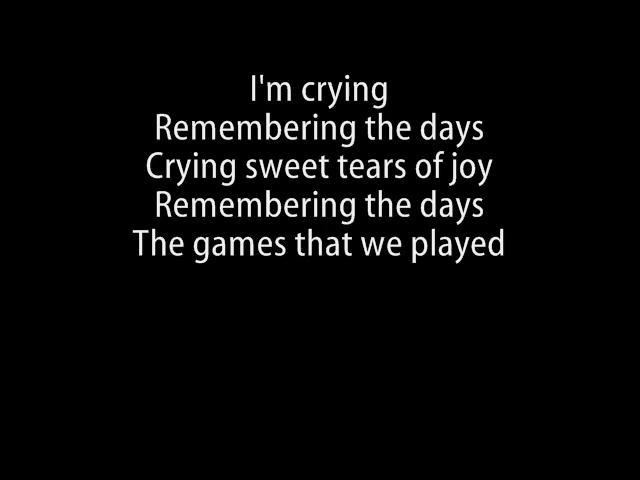 I'm crying
Remembering the days
Crying sweet tears of joy
Remembering the days
The games that we played